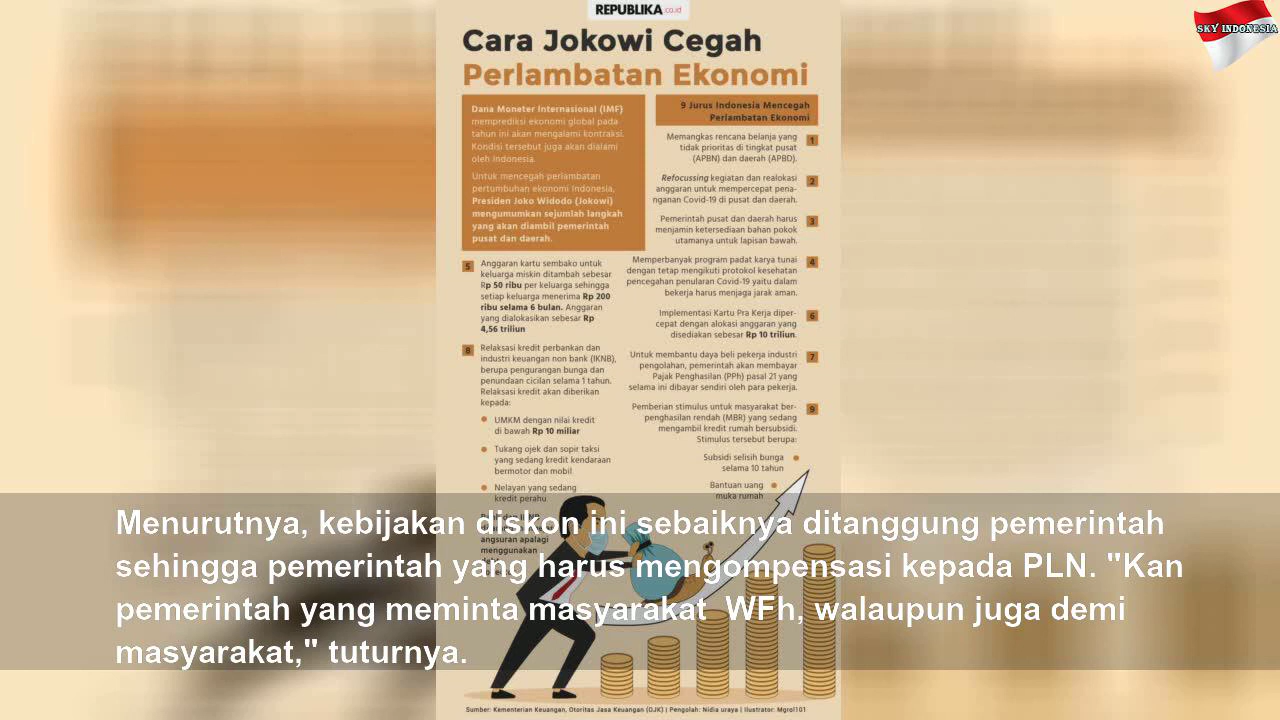 REPUBLIKA.co.id
SKY INDONESIA
Cara Jokowi Cegah
Perlambatan Ekonomi
Dana Moneter Internasional (IMF)
memprediksi ekonomi global pada
tahun ini akan mengalami kontraksi.
Kondisi tersebut juga akan dialami
oleh Indonesia.
Untuk mencegah perlambatan
pertumbuhan ekonomi Indonesia,
Presiden Joko Widodo (Jokowi)
mengumumkan sejumlah langkah
yang akan diambil pemerintah
pusat dan daerah.
9 Jurus Indonesia Mencegah
Perlambatan Ekonomi
1
Memangkas rencana belanja yang
tidak prioritas di tingkat pusat
(APBN) dan daerah (APBD).
2
Refocussing kegiatan dan realokasi
anggaran untuk mempercepat pena-
nganan Covid-19 di pusat dan daerah.
3
Pemerintah pusat dan daerah harus
menjamin ketersediaan bahan pokok
utamanya untuk lapisan bawah.
4
Memperbanyak program padat karya tunai
dengan tetap mengikuti protokol kesehatan
pencegahan penularan Covid-19 yaitu dalam
bekerja harus menjaga jarak aman.
5
Anggaran kartu sembako untuk
keluarga miskin ditambah sebesar
Rp 50 ribu per keluarga sehingga
setiap keluarga menerima Rp 200
ribu selama 6 bulan. Anggaran
yang dialokasikan sebesar Rp
4,56 triliun
6
Implementasi Kartu Pra Kerja diper-
cepat dengan alokasi anggaran yang
disediakan sebesar Rp 10 triliun.
7
Untuk membantu daya beli pekerja industri
pengolahan, pemerintah akan membayar
Pajak Penghasilan (PPh) pasal 21 yang
selama ini dibayar sendiri oleh para pekerja.
8
Relaksasi kredit perbankan dan
industri keuangan non bank (IKNB),
berupa pengurangan bunga dan
penundaan cicilan selama 1 tahun.
Relaksasi kredit akan diberikan
kepada:
UMKM dengan nilai kredit
di bawah Rp 10 miliar
Tukang ojek dan sopir taksi
yang sedang kredit kendaraan
bermotor dan mobil
Nelayan yang sedang
kredit perahu
angsuran apalagi
menggunakan
9
Pemberian stimulus untuk masyarakat ber-
penghasilan rendah (MBR) yang sedang
mengambil kredit rumah bersubsidi.
Stimulus tersebut berupa:
Subsidi selisih bunga
selama 10 tahun
Bantuan uang
muka rumah
Menurutnya, kebijakan diskon ini sebaiknya ditanggung pemerintah
sehingga pemerintah yang harus mengompensasi kepada PLN. "Kan
pemerintah yang meminta masyarakat WFh, walaupun juga demi
masyarakat," tuturnya.
Sumber: Kementerian Keuangan, Otoritas Jasa Keuangan (OJK) | Pengolah: Nidia uraya | Ilustrator: Mgrol101